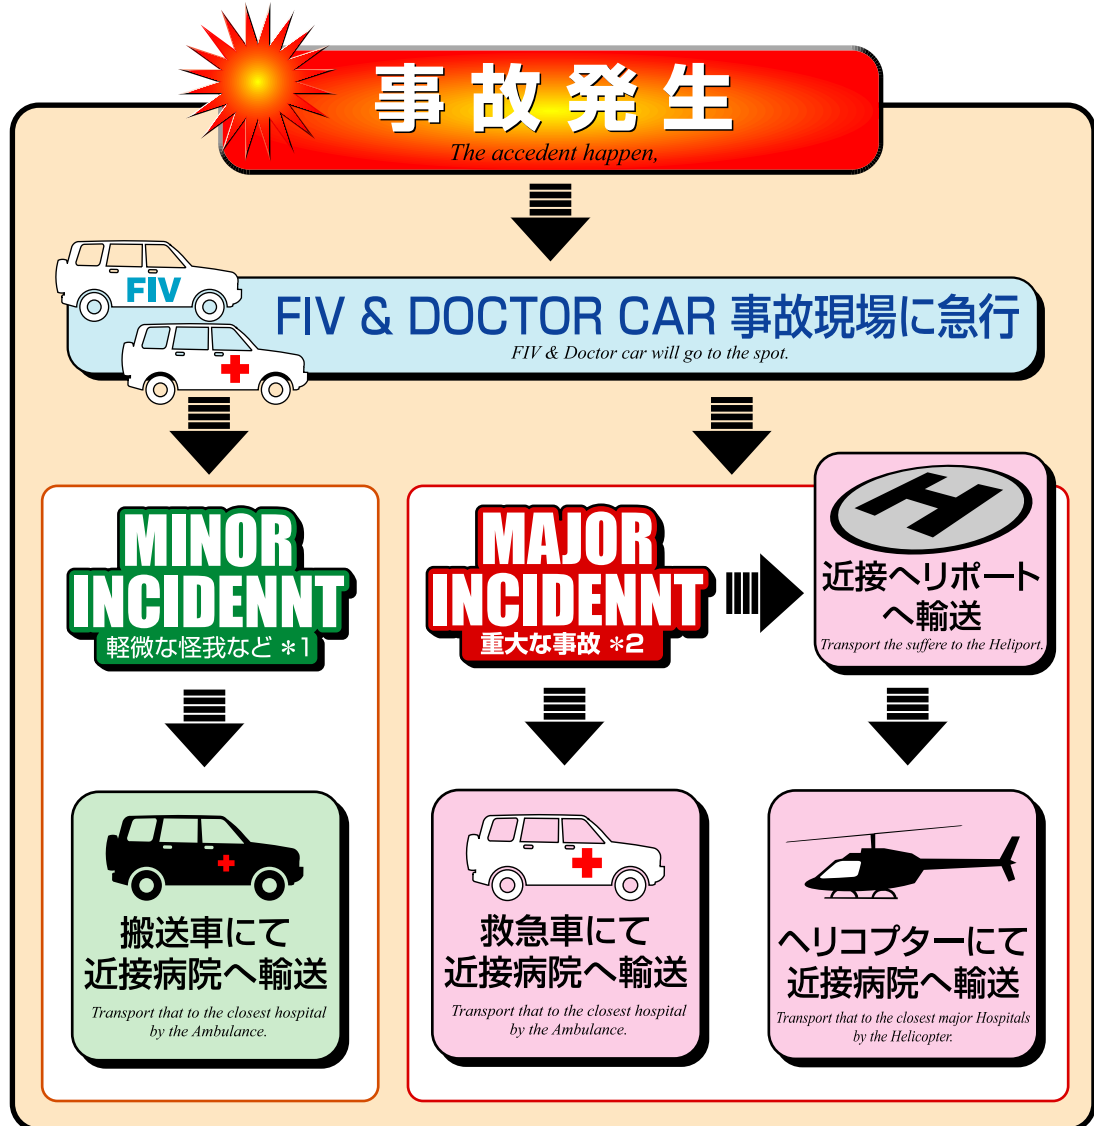 事故発生
The accedent happen,
FIV
FIV & DOCTOR CAR 事故現場に急行
FIV & Doctor car will go to the spot.
MINOR
INCIDENNT
軽微な怪我など *1
搬送車にて
近接病院へ輸送
Transport that to the closest hospital
by the Ambulance.
MAJOR
INCIDENNT
重大な事故 *2
H
近接ヘリポート
へ輸送
Transport the suffere to the Heliport.
救急車にて
近接病院へ輸送
Transport that to the closest hospital
by the Ambulance.
ヘリコプターにて
近接病院へ輸送
Transport that to the closest major Hospitals
by the Helicopter.